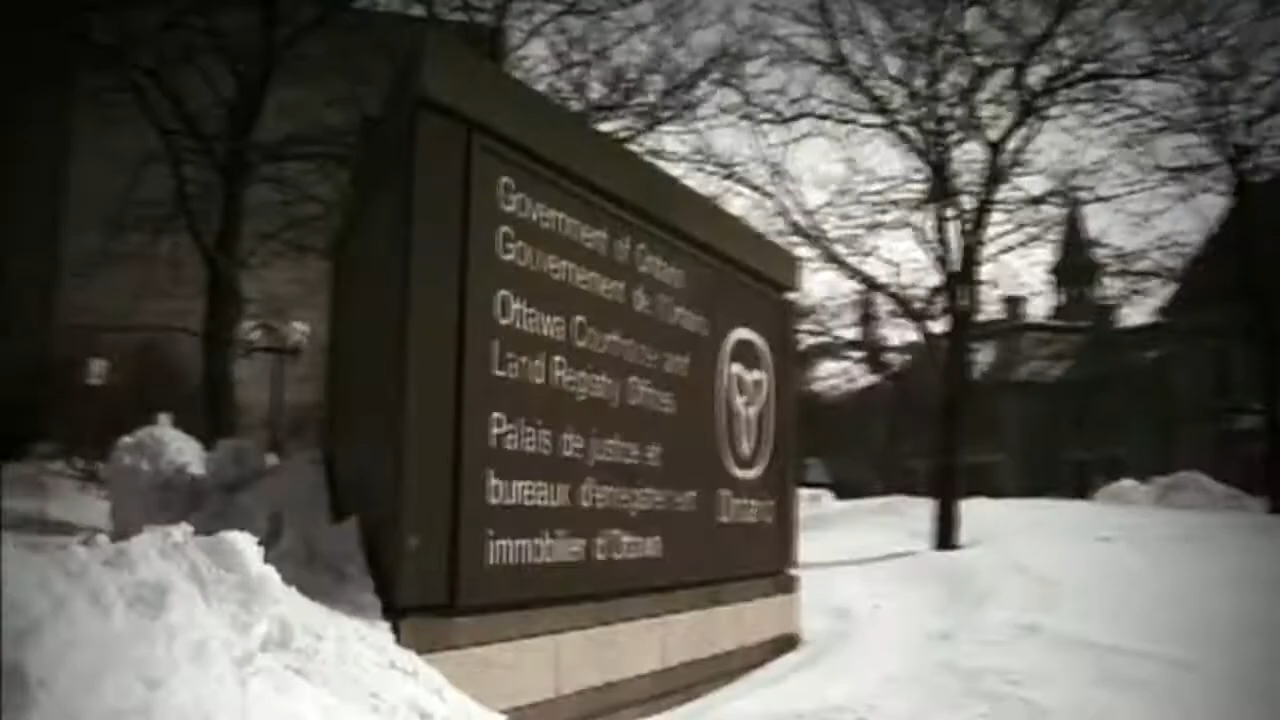 Government of Ontario
Gouvernement de l'Ontario
Ottawa Courthouse and
Land Registry Offices
Palais de justice et
bureaux d'enregistrement
immobilier d'Ottawa
Ontario